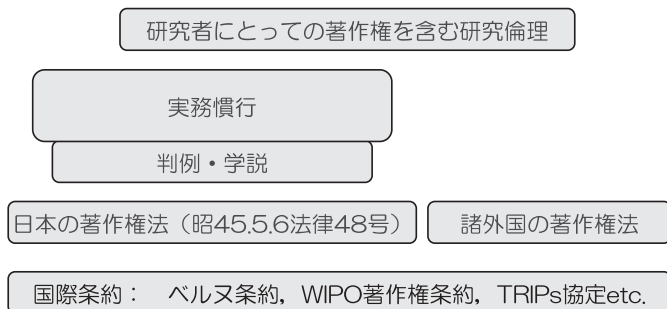 研究者にとっての著作権を含む研究倫理
実務慣行
判例・学説
日本の著作権法（昭45.5.6法律48号）
諸外国の著作権法
国際条約：　ベルヌ条約，WIPO著作権条約，TRIPs協定etc.